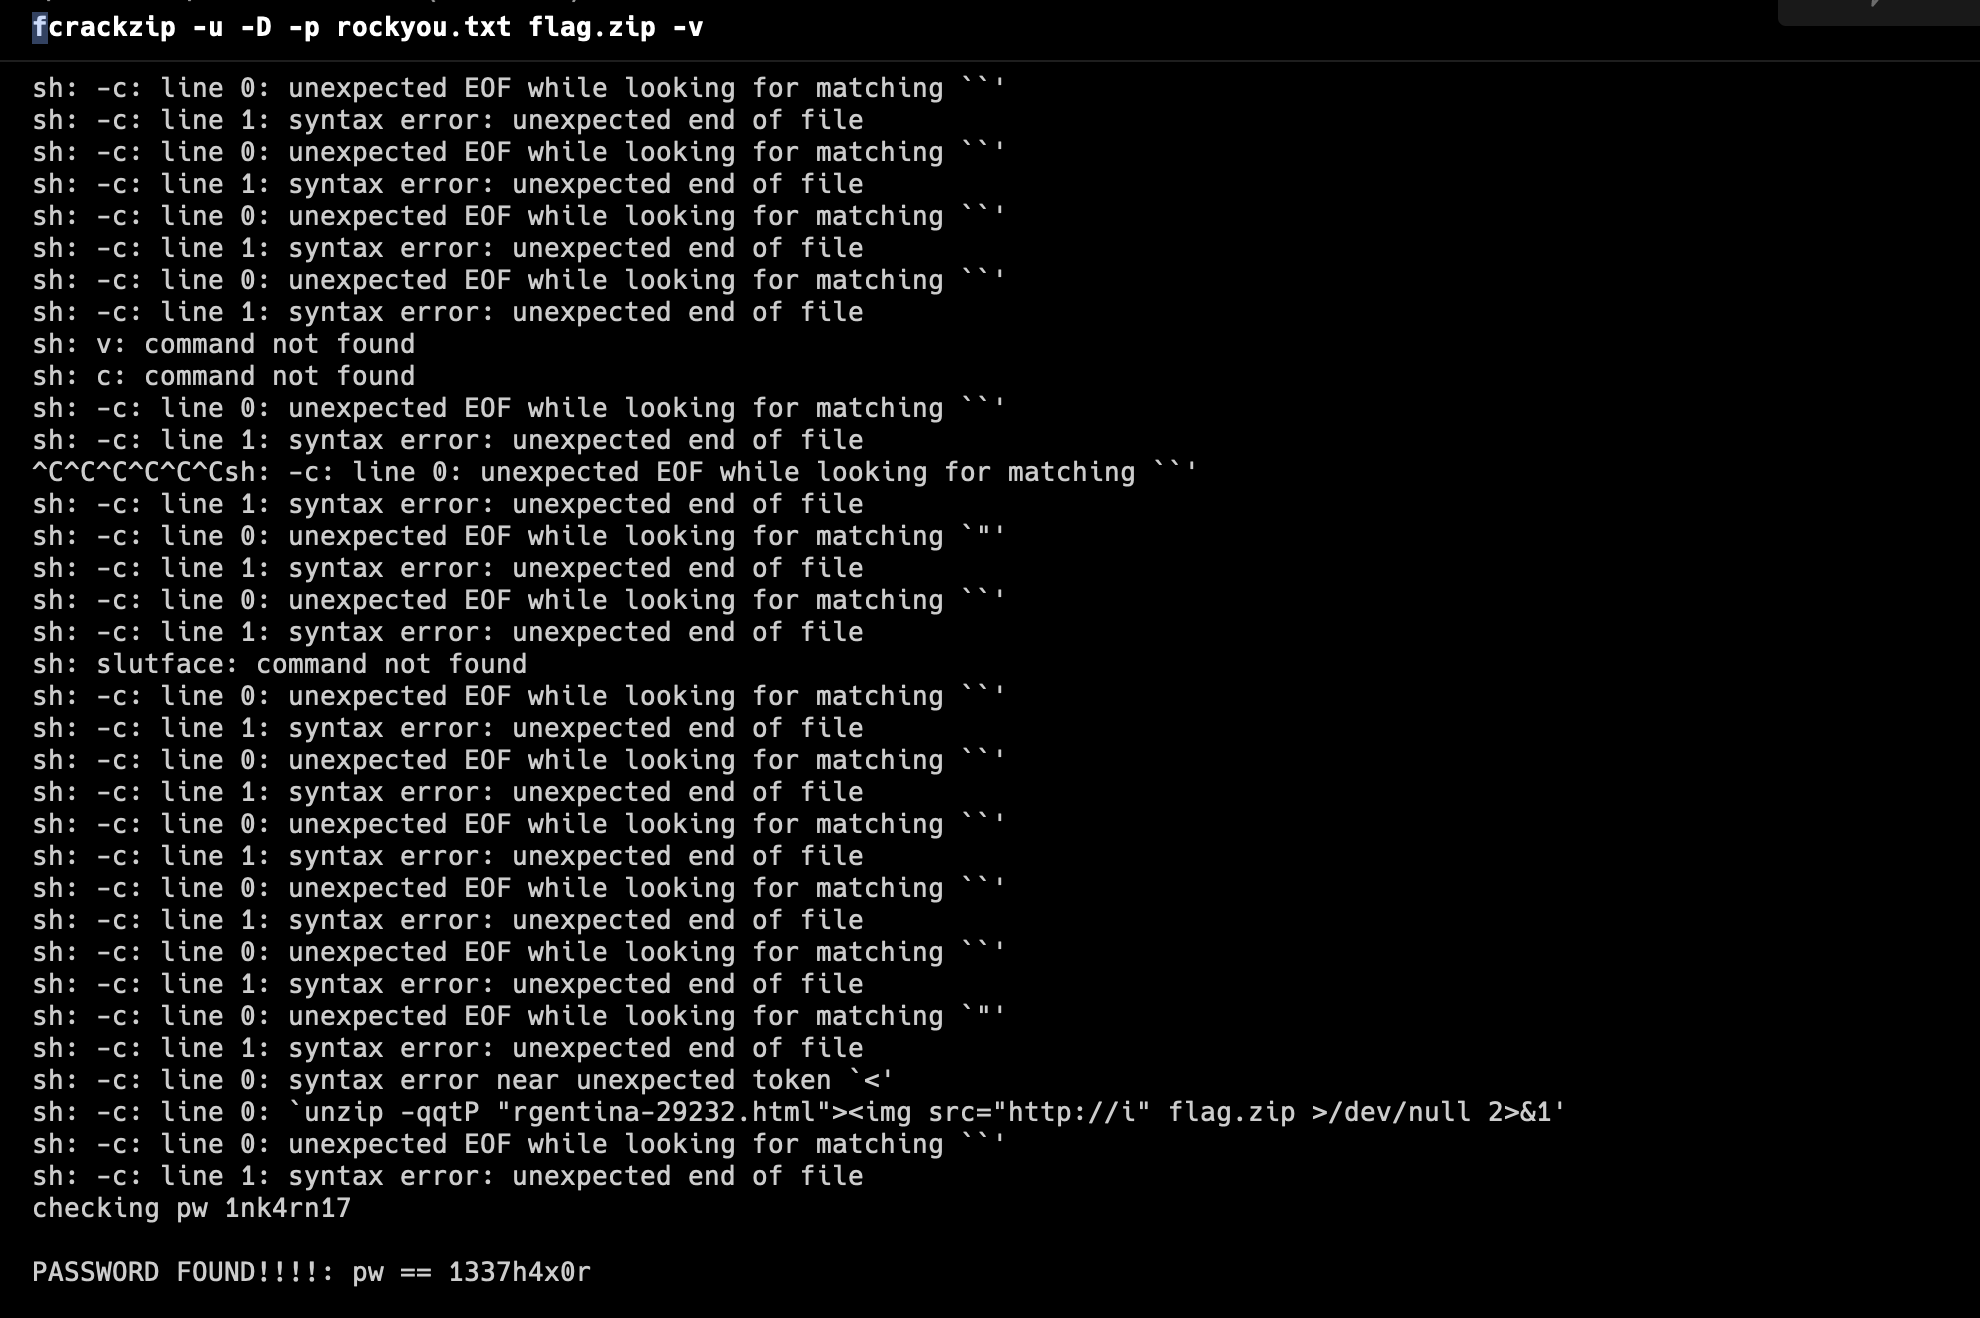 fcrackzip -u -D -p rockyou.txt flag.zip -v
sh: -c: line 0: unexpected EOF while looking for matching ``'
sh: -c: line 1: syntax error: unexpected end of file
sh: -c: line 0: unexpected EOF while looking for matching ``'
sh: -c: line 1: syntax error: unexpected end of file
sh: -c: line 0: unexpected EOF while looking for matching ``'
sh: -c: line 1: syntax error: unexpected end of file
sh: -c: line 0: unexpected EOF while looking for matching ``'
sh: -c: line 1: syntax error: unexpected end of file
sh: v: command not found
sh: c: command not found
sh: -c: line 0: unexpected EOF while looking for matching ``'
sh: -c: line 1: syntax error: unexpected end of file
^C^C^C^C^C^Csh: -c: line 0: unexpected EOF while looking for matching ``'
sh: -c: line 1: syntax error: unexpected end of file
sh: -c: line 0: unexpected EOF while looking for matching `"'
sh: -c: line 1: syntax error: unexpected end of file
sh: -c: line 0: unexpected EOF while looking for matching ``'
sh: -c: line 1: syntax error: unexpected end of file
sh: slutface: command not found
sh: -c: line 0: unexpected EOF while looking for matching ``'
sh: -c: line 1: syntax error: unexpected end of file
sh: -c: line 0: unexpected EOF while looking for matching ``'
sh: -c: line 1: syntax error: unexpected end of file
sh: -c: line 0: unexpected EOF while looking for matching ``'
sh: -c: line 1: syntax error: unexpected end of file
sh: -c: line 0: unexpected EOF while looking for matching ``'
sh: -c: line 1: syntax error: unexpected end of file
sh: -c: line 0: unexpected EOF while looking for matching ``'
sh: -c: line 1: syntax error: unexpected end of file
sh: -c: line 0: unexpected EOF while looking for matching `"'
sh: -c: line 1: syntax error: unexpected end of file
sh: -c: line 0: syntax error near unexpected token `<'
sh: -c: line 0: `unzip -qqtP "rgentina-29232.html"><img src="http://i" flag.zip >/dev/null 2>&1'
sh: -c: line 0: unexpected EOF while looking for matching ``'
sh: -c: line 1: syntax error: unexpected end of file
checking pw 1nk4rn17
PASSWORD FOUND!!!!: pw == 1337h4x0r